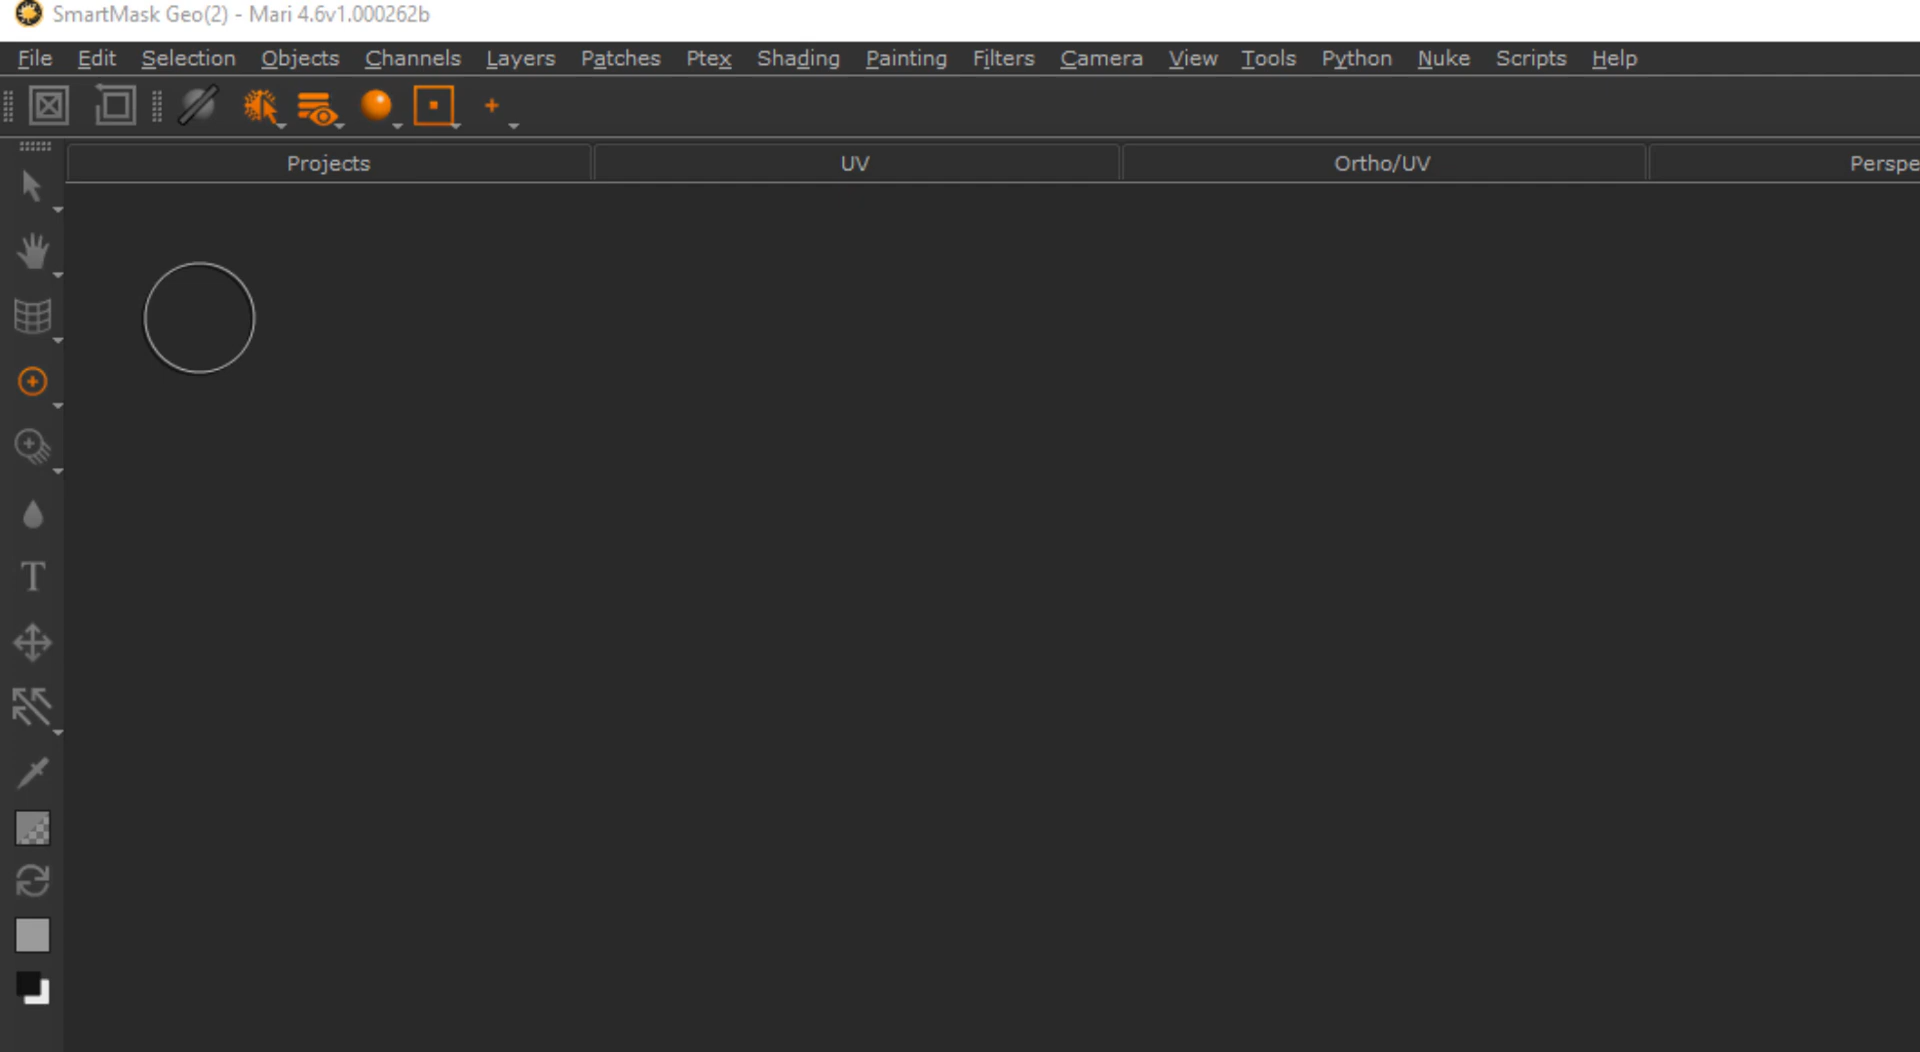 SmartMask Geo(2) - Mari 4.6v1.000262b
File Edit Selection Objects Channels Layers Patches Ptex Shading Painting Filters Camera View Tools Python Nuke Scripts Help
Projects UV Ortho/UV Perspe
T